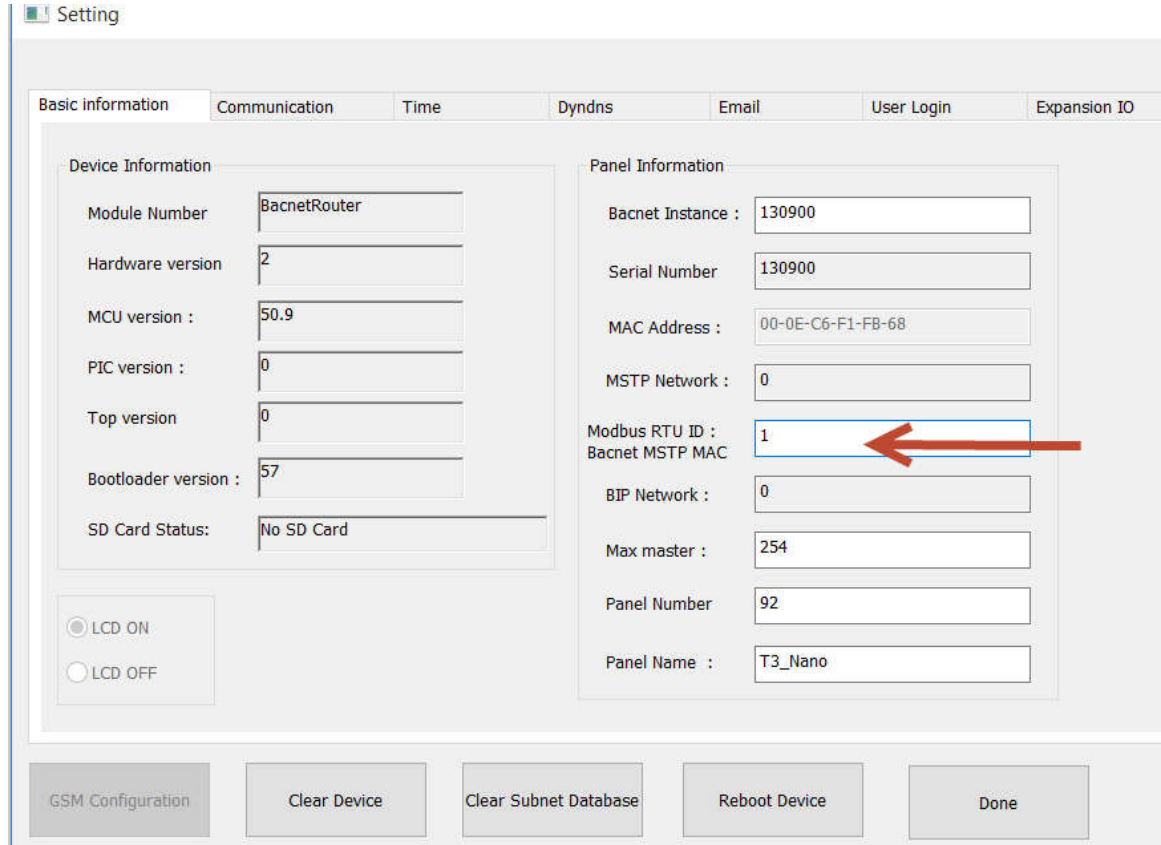 Setting
Basic information
Communication
Time
Dyndns
Email
User Login
Expansion IO
Device Information
Module Number
BacnetRouter
Hardware version
2
MCU version :
50.9
PIC version :
0
Top version
0
Bootloader version :
57
SD Card Status:
No SD Card
LCD ON
LCD OFF
Panel Information
Bacnet Instance :
130900
Serial Number
130900
MAC Address :
00-0E-C6-F1-FB-68
MSTP Network :
0
Modbus RTU ID :
Bacnet MSTP MAC
1
BIP Network :
0
Max master :
254
Panel Number
92
Panel Name :
T3_Nano
GSM Configuration
Clear Device
Clear Subnet Database
Reboot Device
Done